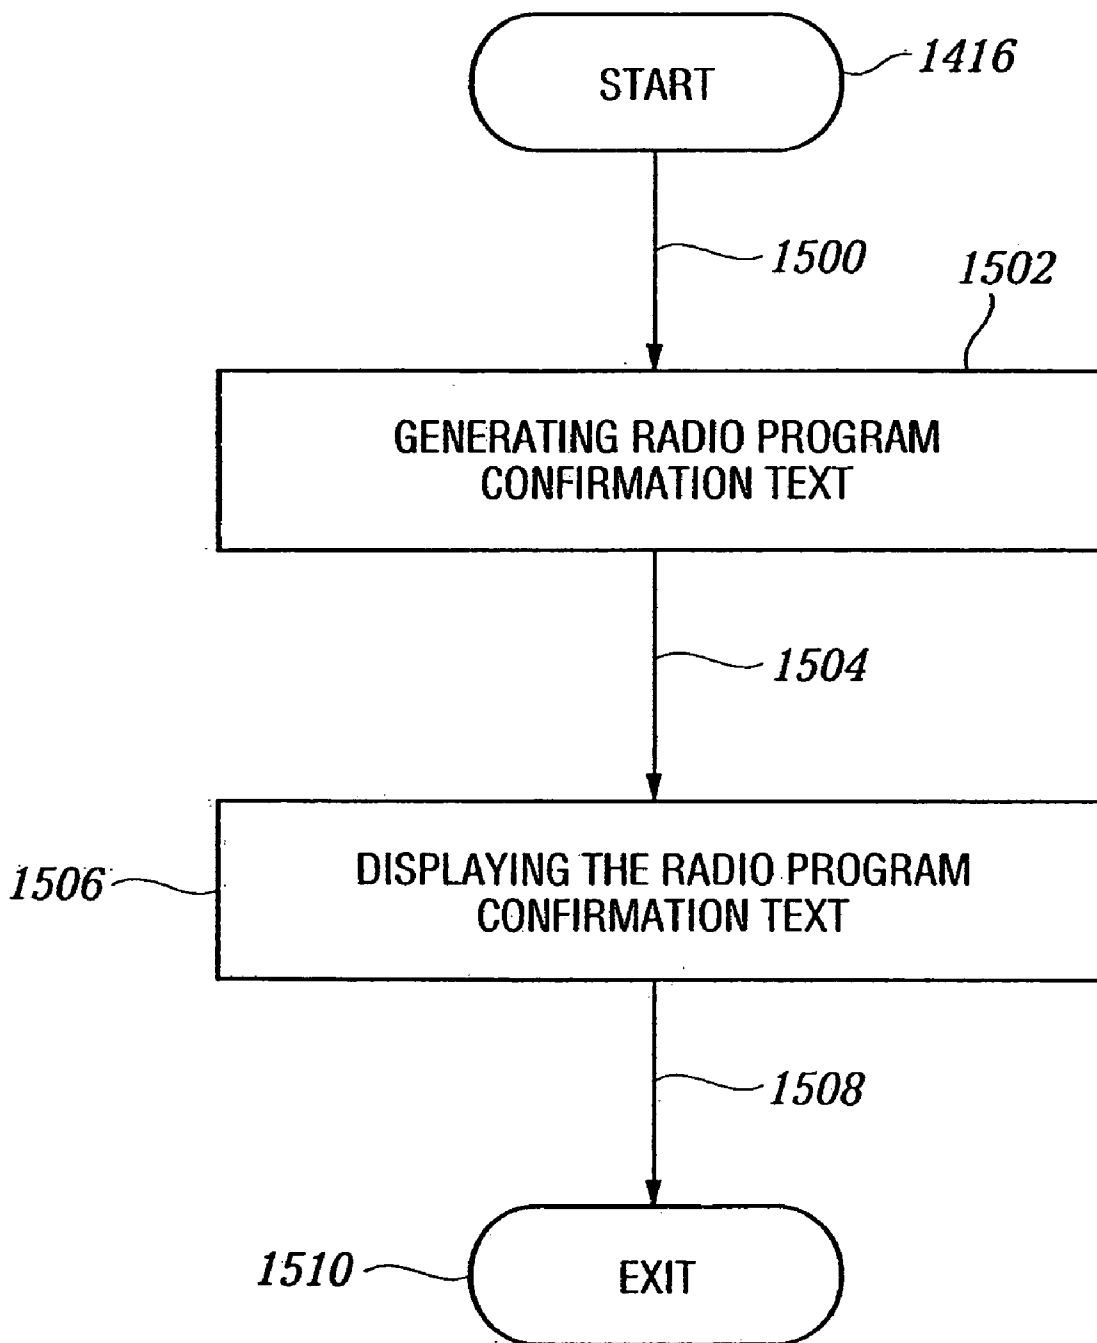 START
1416
1500
1502
GENERATING RADIO PROGRAM
CONFIRMATION TEXT
1504
1506
DISPLAYING THE RADIO PROGRAM
CONFIRMATION TEXT
1508
1510
EXIT